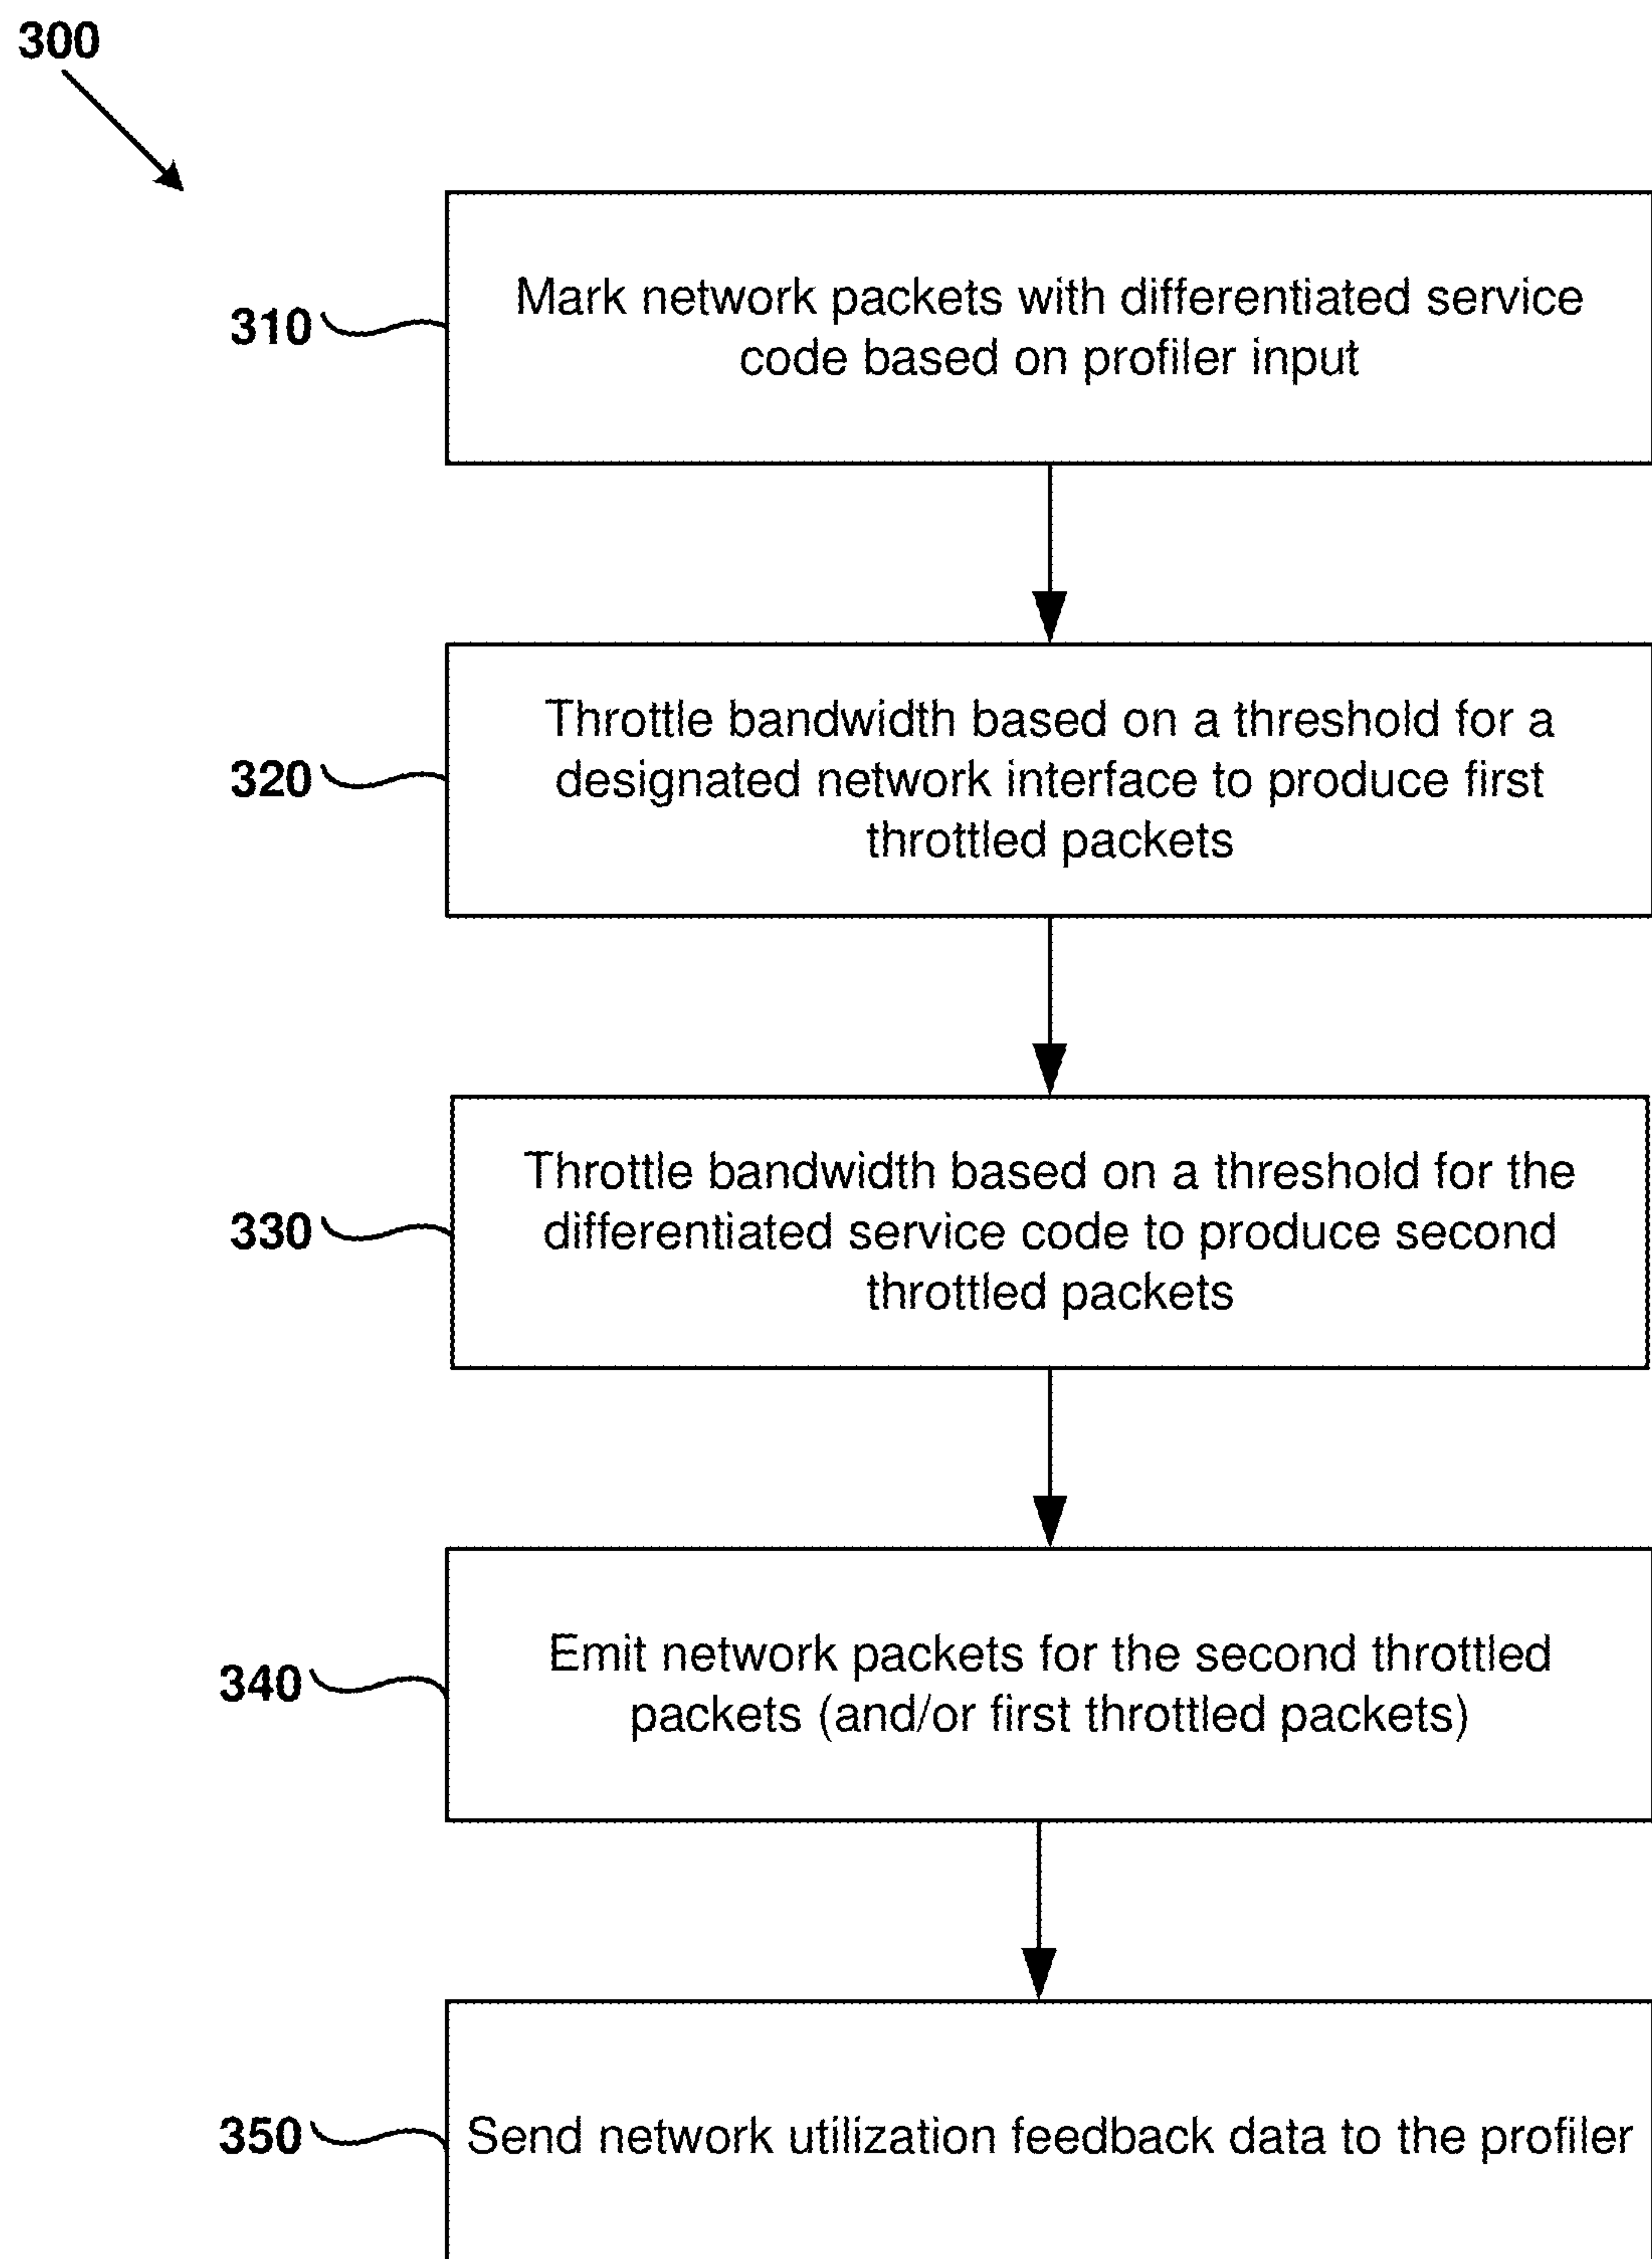 300
310
Mark network packets with differentiated service
code based on profiler input
320
Throttle bandwidth based on a threshold for a
designated network interface to produce first
throttled packets
330
Throttle bandwidth based on a threshold for the
differentiated service code to produce second
throttled packets
340
Emit network packets for the second throttled
packets (and/or first throttled packets)
350
Send network utilization feedback data to the profiler